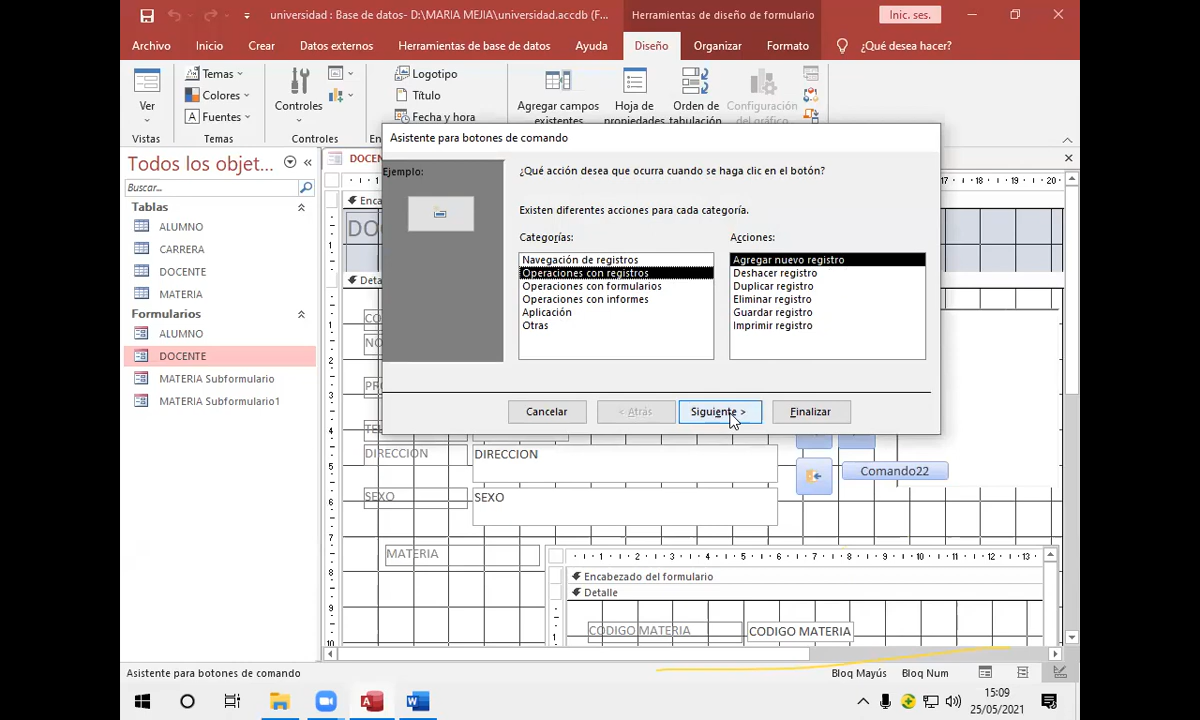 universidad : Base de datos- D:\MARIA MEJIA\universidad.accdb (F...
Herramientas de diseño de formulario
Inic. ses.
Archivo
Inicio
Crear
Datos externos
Herramientas de base de datos
Ayuda
Diseño
Organizar
Formato
¿Qué desea hacer?
Ver
Vistas
Temas
Colores
Fuentes
Temas
Controles
Controles
Logotipo
Título
Fecha y hora
Agregar campos existentes
Hoja de propiedades
Orden de tabulación
Configuración del gráfico
Todos los objet...
Buscar...
Tablas
ALUMNO
CARRERA
DOCENTE
MATERIA
Formularios
ALUMNO
DOCENTE
MATERIA Subformulario
MATERIA Subformulario1
Asistente para botones de comando
Ejemplo:
¿Qué acción desea que ocurra cuando se haga clic en el botón?
Existen diferentes acciones para cada categoría.
Categorías:
Navegación de registros
Operaciones con registros
Operaciones con formularios
Operaciones con informes
Aplicación
Otras
Acciones:
Agregar nuevo registro
Deshacer registro
Duplicar registro
Eliminar registro
Guardar registro
Imprimir registro
Cancelar
< Atrás
Siguiente >
Finalizar
DIRECCION
DIRECCION
Comando22
SEXO
SEXO
MATERIA
Encabezado del formulario
Detalle
CODIGO MATERIA
CODIGO MATERIA
Asistente para botones de comando
Bloq Mayús
Bloq Num
15:09
25/05/2021